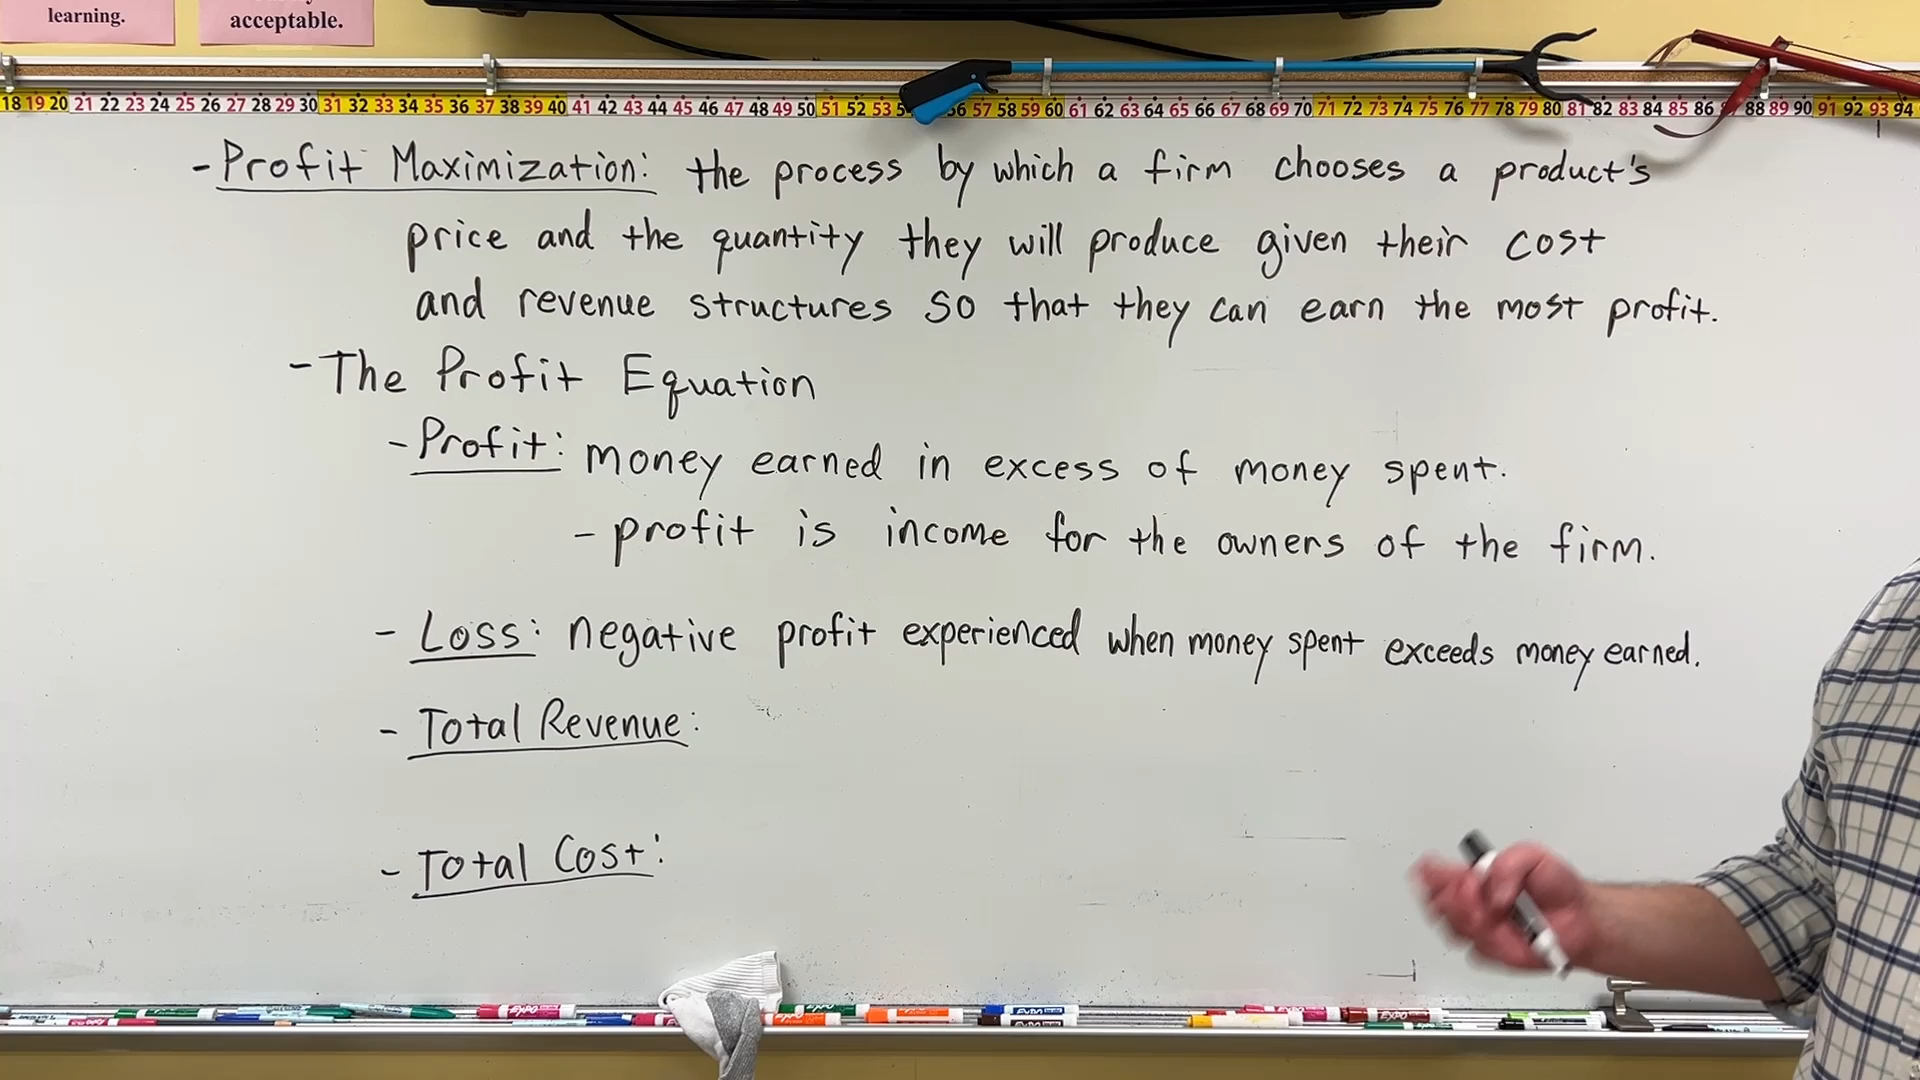 learning.
acceptable.
18 19 20 21 22 23 24 25 26 27 28 29 30 31 32 33 34 35 36 37 38 39 40 41 42 43 44 45 46 47 48 49 50 51 52 53 56 57 58 59 60 61 62 63 64 65 66 67 68 69 70 71 72 73 74 75 76 77 78 79 80 81 82 83 84 85 86 88 89 90 91 92 93 94
- Profit Maximization: the process by which a firm chooses a product's
price and the quantity they will produce given their cost
and revenue structures so that they can earn the most profit.
- The Profit Equation
- Profit: money earned in excess of money spent.
- profit is income for the owners of the firm.
- Loss: negative profit experienced when money spent exceeds money earned.
- Total Revenue:
- Total Cost:
EXPO
EXPO
EXPO
EXPO
EXPO
EXPO